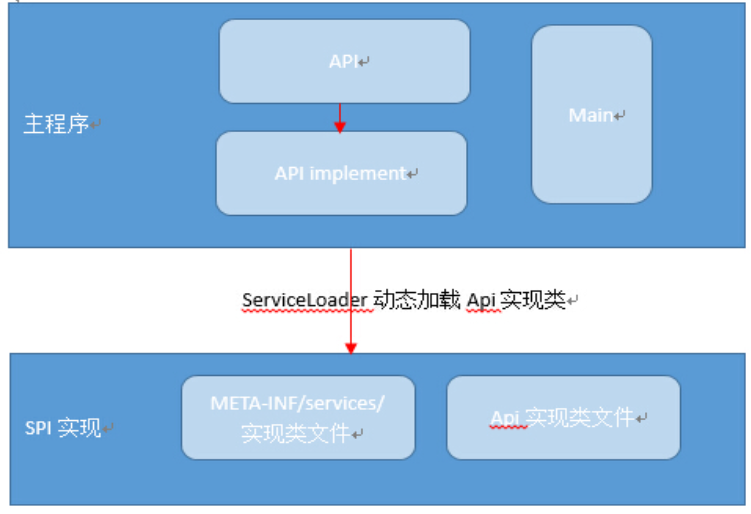 API
主程序
Main
API implement
ServiceLoader 动态加载 Api 实现类
META-INF/services/
实现类文件
Api 实现类文件
SPI 实现